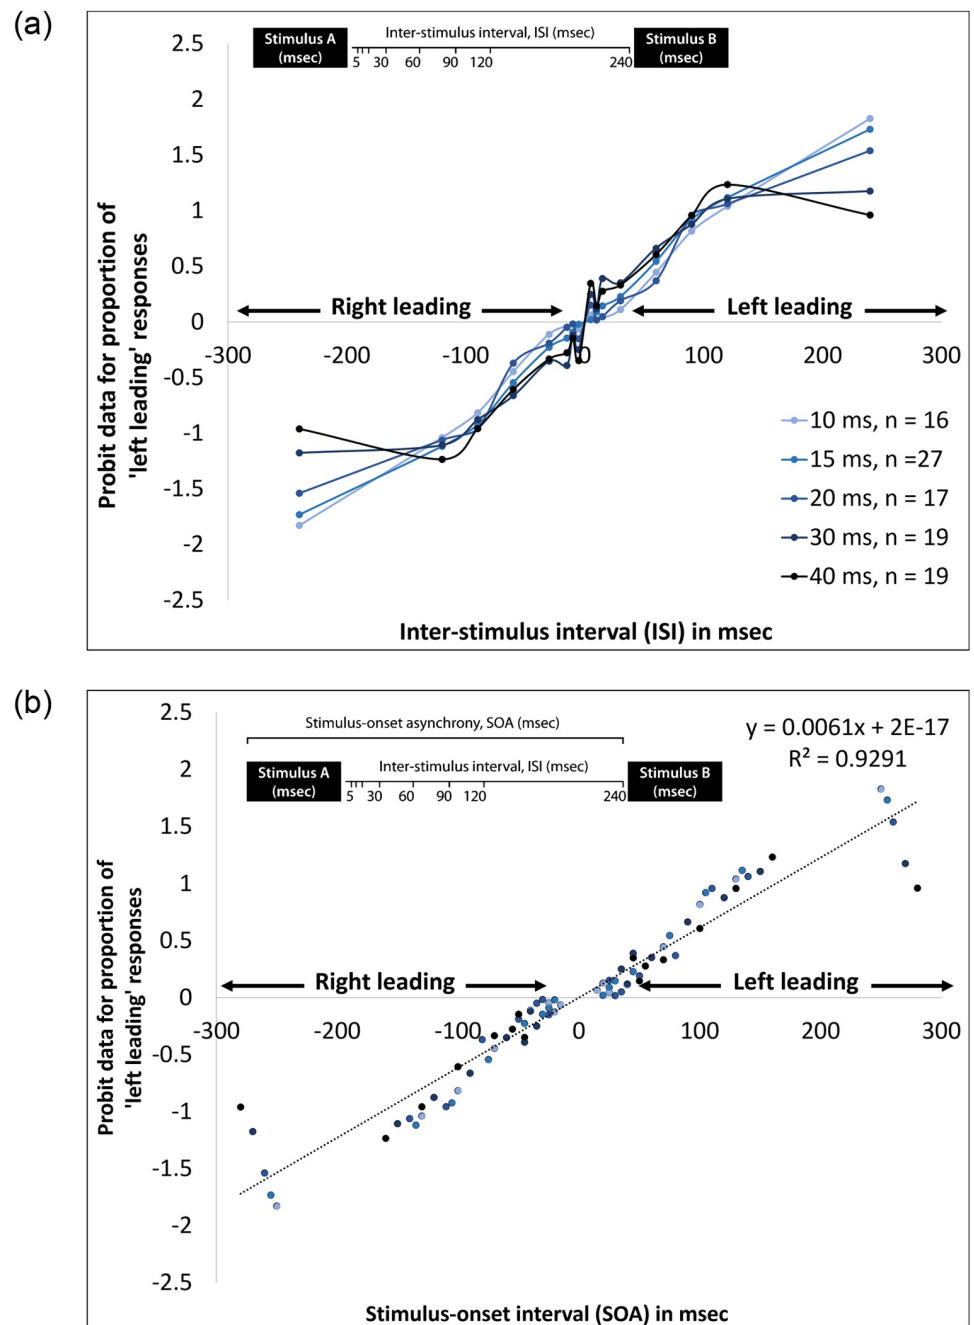 (a)
2.5
2
1.5
1
0.5
0
-0.5
-1
-1.5
-2
-2.5
Probit data for proportion of
'left leading' responses
Stimulus A
(msec)
Inter-stimulus interval, ISI (msec)
5 30 60 90 120 240
Stimulus B
(msec)
Right leading
Left leading
-300 -200 -100 0 100 200 300
10 ms, n = 16
15 ms, n =27
20 ms, n = 17
30 ms, n = 19
40 ms, n = 19
Inter-stimulus interval (ISI) in msec
(b)
2.5
2
1.5
1
0.5
0
-0.5
-1
-1.5
-2
-2.5
Probit data for proportion of
'left leading' responses
Stimulus-onset asynchrony, SOA (msec)
Stimulus A
(msec)
Inter-stimulus interval, ISI (msec)
5 30 60 90 120 240
Stimulus B
(msec)
y = 0.0061x + 2E-17
R² = 0.9291
Right leading
Left leading
-300 -200 -100 0 100 200 300
Stimulus-onset interval (SOA) in msec